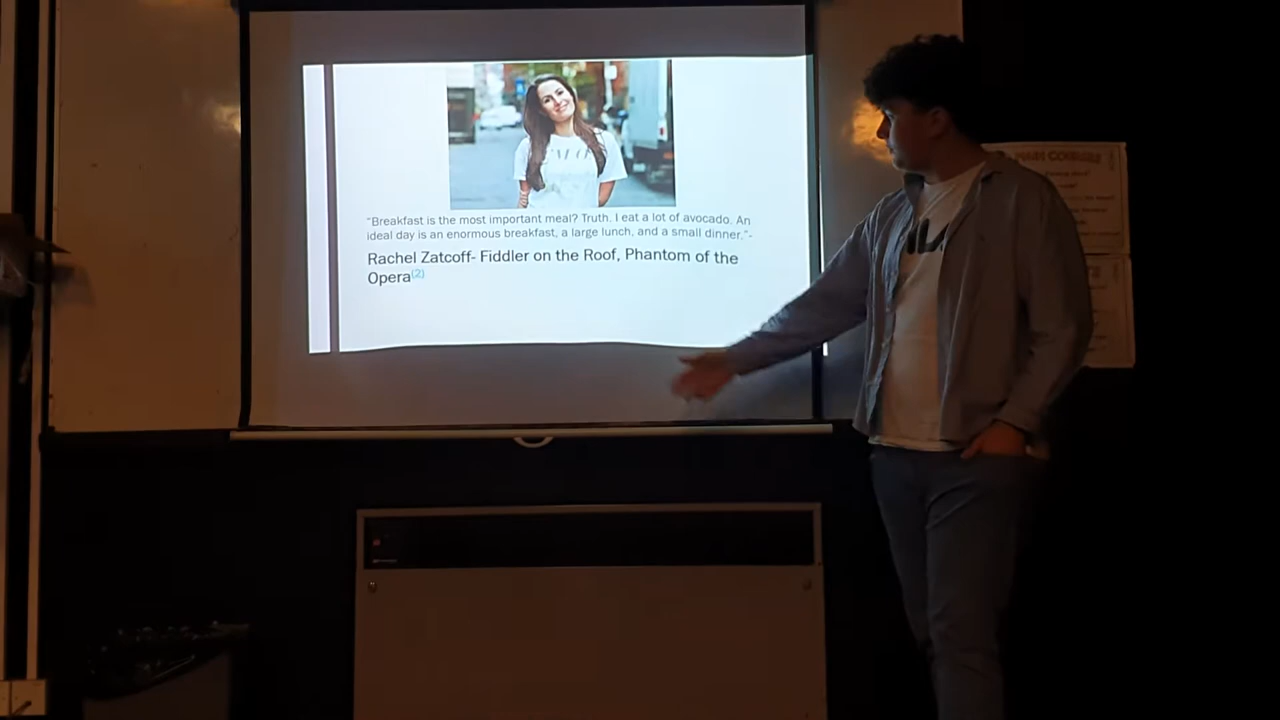 "Breakfast is the most important meal? Truth. I eat a lot of avocado. An
ideal day is an enormous breakfast, a large lunch, and a small dinner."-
Rachel Zatcoff- Fiddler on the Roof, Phantom of the
Opera(2)